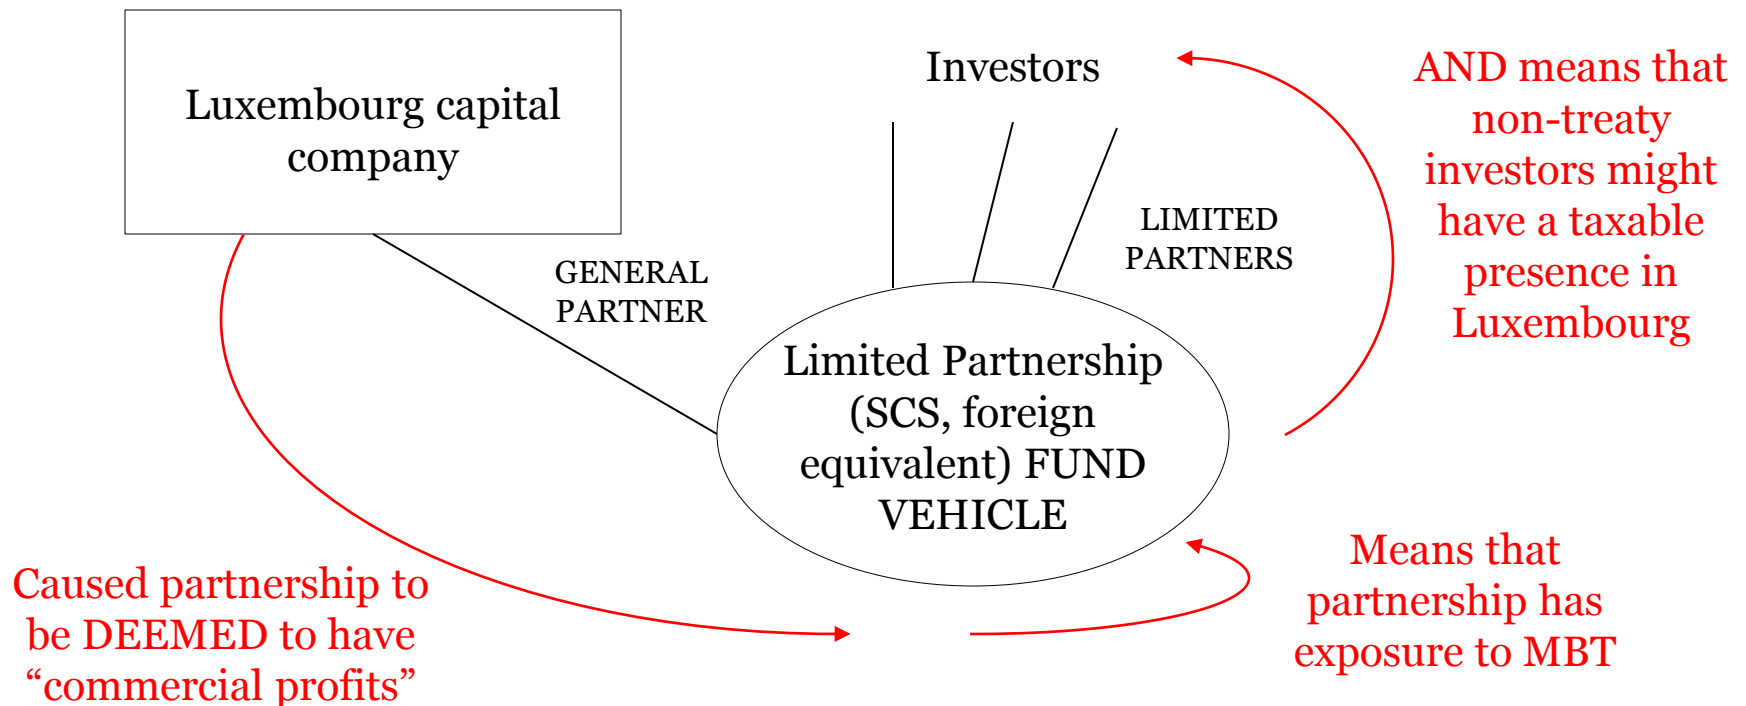 Luxembourg capital
company
Investors
AND means that
non-treaty
investors might
have a taxable
presence in
Luxembourg
GENERAL
PARTNER
LIMITED
PARTNERS
Limited Partnership
(SCS, foreign
equivalent) FUND
VEHICLE
Caused partnership to
be DEEMED to have
“commercial profits”
Means that
partnership has
exposure to MBT